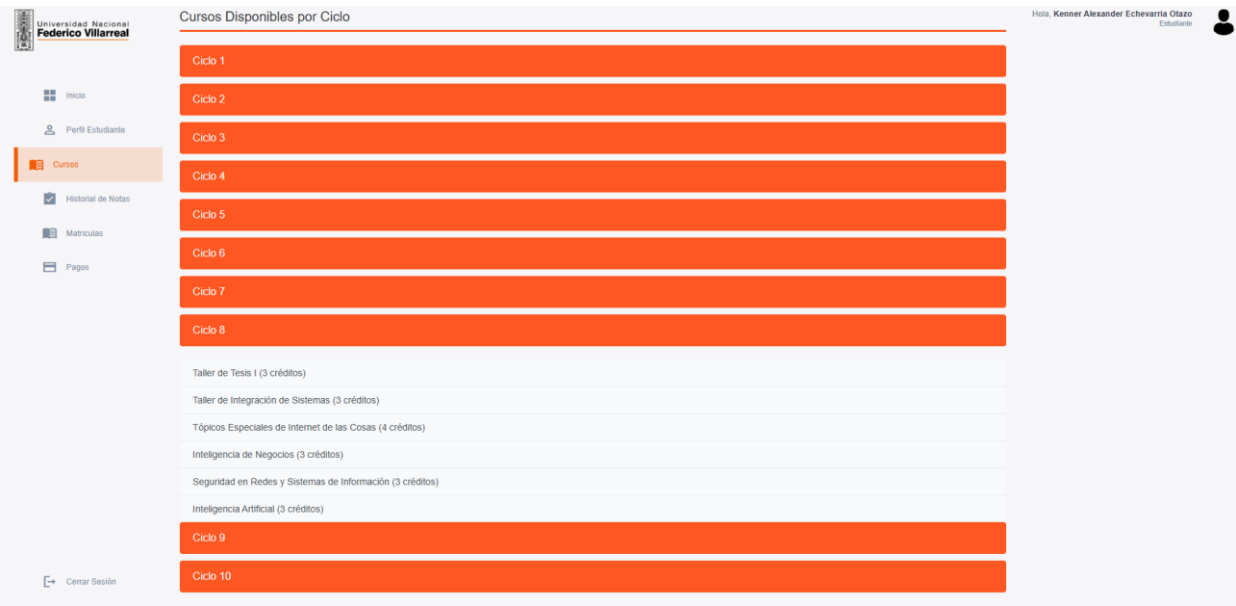 Universidad Nacional
Federico Villarreal
Inicio
Perfil Estudiante
Cursos
Historial de Notas
Matriculas
Pagos
Cerrar Sesión
Cursos Disponibles por Ciclo
Ciclo 1
Ciclo 2
Ciclo 3
Ciclo 4
Ciclo 5
Ciclo 6
Ciclo 7
Ciclo 8
Taller de Tesis I (3 créditos)
Taller de Integración de Sistemas (3 créditos)
Tópicos Especiales de Internet de las Cosas (4 créditos)
Inteligencia de Negocios (3 créditos)
Seguridad en Redes y Sistemas de Información (3 créditos)
Inteligencia Artificial (3 créditos)
Ciclo 9
Ciclo 10
Hola, Kenner Alexander Echevarria Otazo
Estudiante